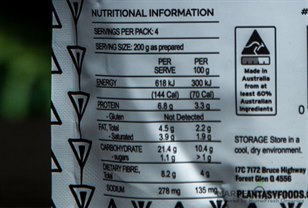 NUTRITIONAL INFORMATION
SERVINGS PER PACK: 4
SERVING SIZE: 200 g as prepared
PER SERVE PER 100 g
ENERGY 618 kJ 300 kJ
(144 Cal) (70 Cal)
PROTEIN 6.8 3.3 g
- Gluten Not Detected
FAT, Total 4.5 g 2.2 g
- Saturated 3.9 g 1.9 g
CARBOHYDRATE 21.4 g 10.4 g
- sugars 1.1 g > 1 g
DIETARY FIBRE, Total 8.2 g 4 g
SODIUM 278 mg 135 mg
Made in
Australia
from at
least 60%
Australian
ingredients
STORAGE Store in a
cool, dry environment.
17C 7172 Bruce Highway
Forest Glen Q 4556
PLANTASYFOODS.